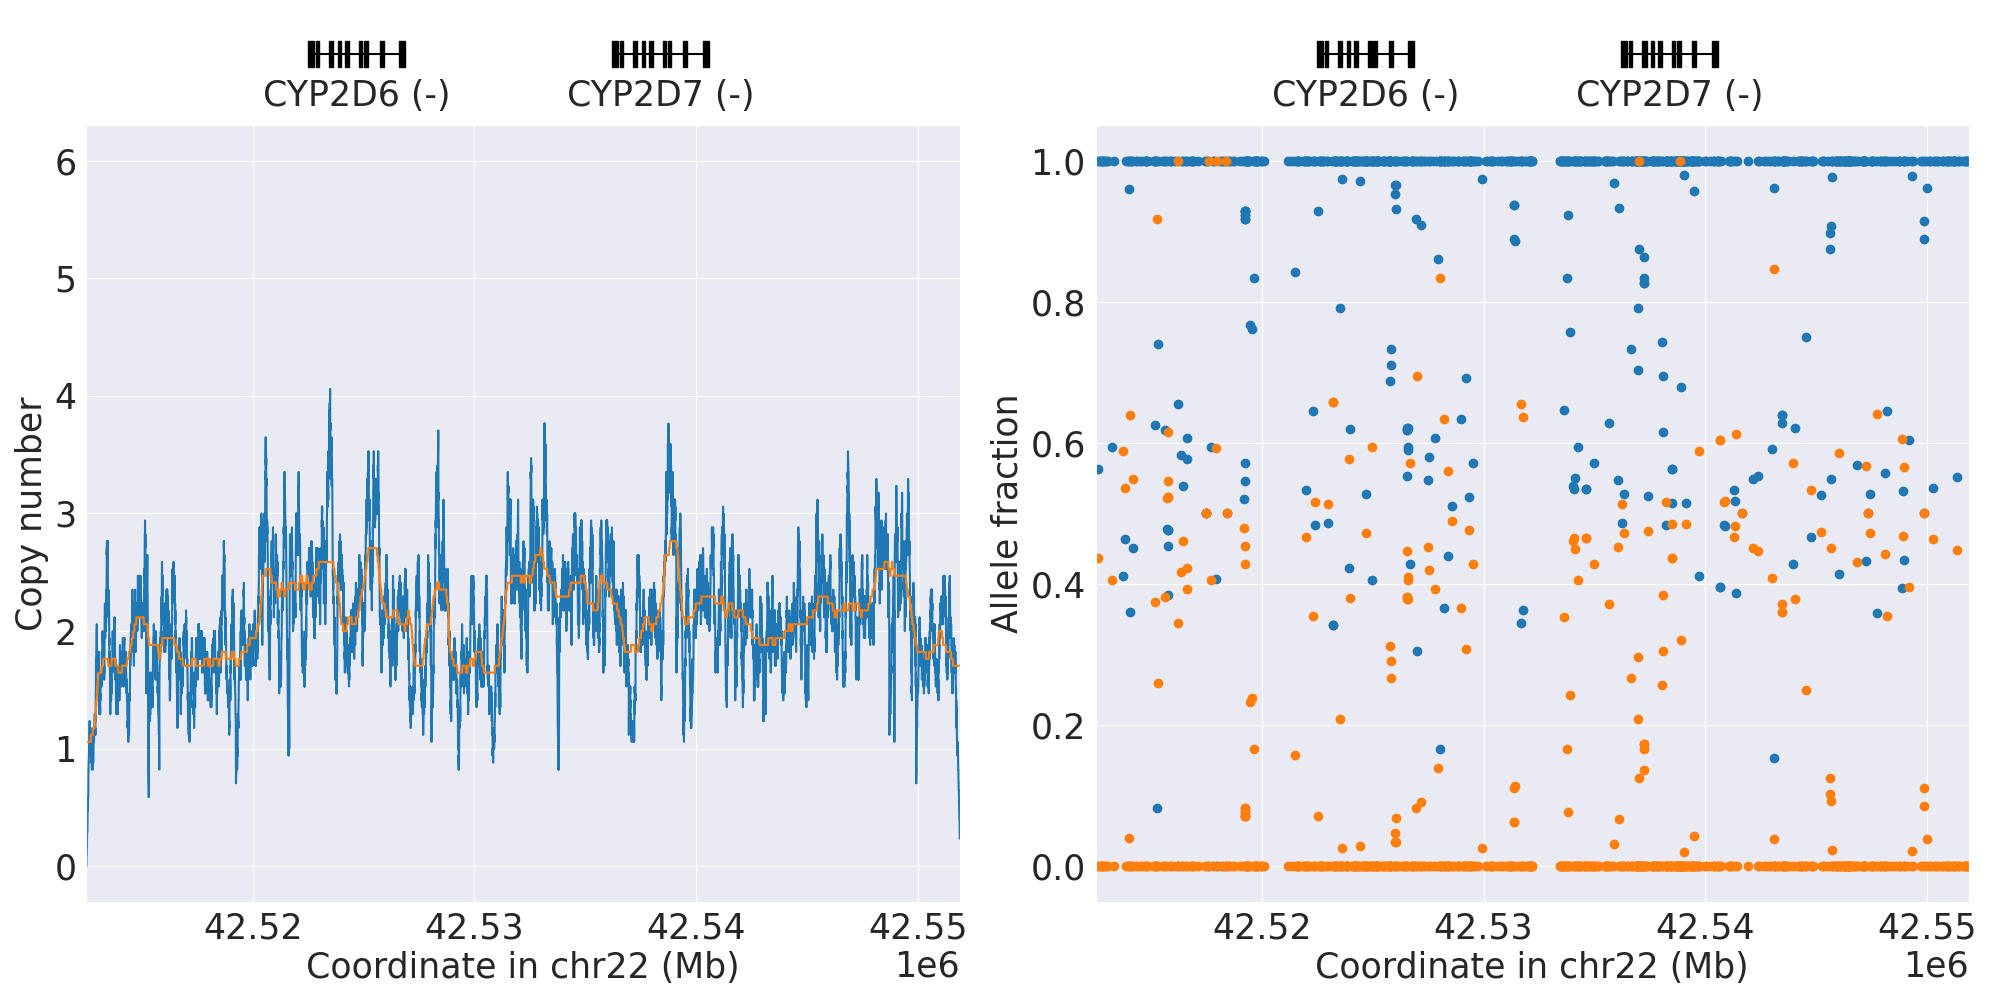 CYP2D6 (-)
CYP2D7 (-)
6
5
4
3
2
1
0
Copy number
42.52
42.53
42.54
42.55
Coordinate in chr22 (Mb)
1e6
CYP2D6 (-)
CYP2D7 (-)
1.0
0.8
0.6
0.4
0.2
0.0
Allele fraction
42.52
42.53
42.54
42.55
Coordinate in chr22 (Mb)
1e6